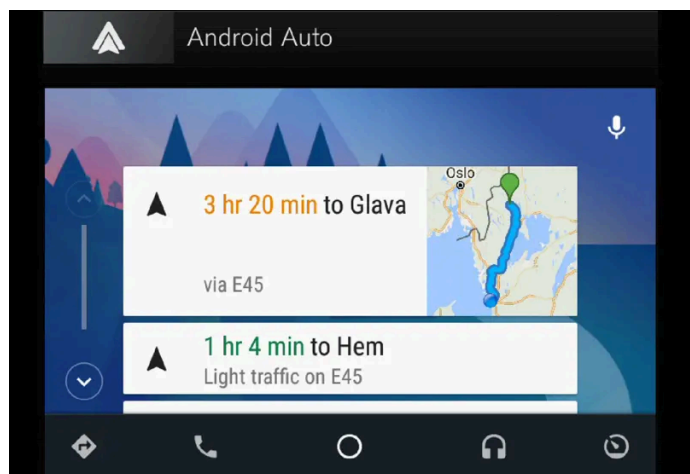 Android Auto
3 hr 20 min to Glava
Oslo
via E45
1 hr 4 min to Hem
Light traffic on E45